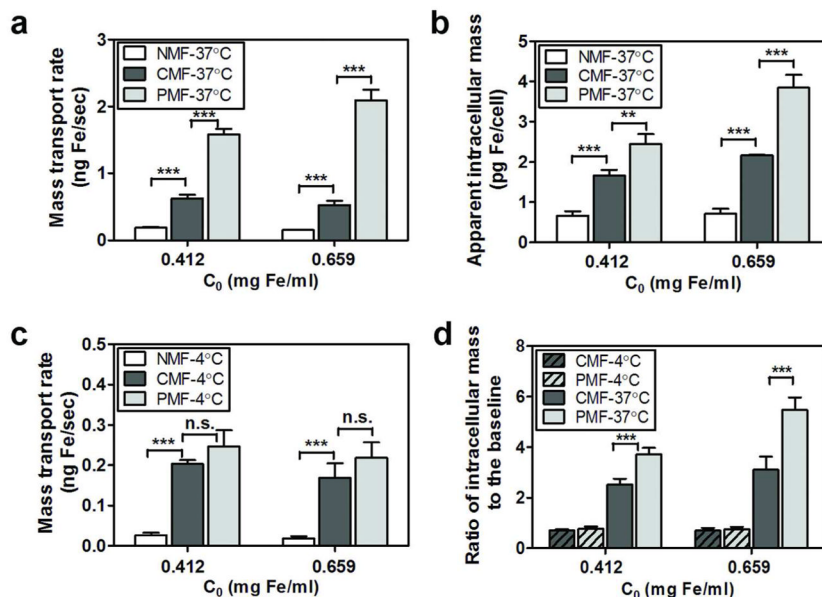 a
Mass transport rate
(ng Fe/sec)
3
2
1
0
NMF-37°C
CMF-37°C
PMF-37°C
***
***
***
***
0.412
0.659
C₀ (mg Fe/ml)
b
Apparent intracellular mass
(pg Fe/cell)
5
4
3
2
1
0
NMF-37°C
CMF-37°C
PMF-37°C
***
**
***
***
0.412
0.659
C₀ (mg Fe/ml)
c
Mass transport rate
(ng Fe/sec)
0.5
0.4
0.3
0.2
0.1
0.0
NMF-4°C
CMF-4°C
PMF-4°C
***
n.s.
***
n.s.
0.412
0.659
C₀ (mg Fe/ml)
d
Ratio of intracellular mass
to the baseline
8
6
4
2
0
CMF-4°C
PMF-4°C
CMF-37°C
PMF-37°C
***
***
0.412
0.659
C₀ (mg Fe/ml)